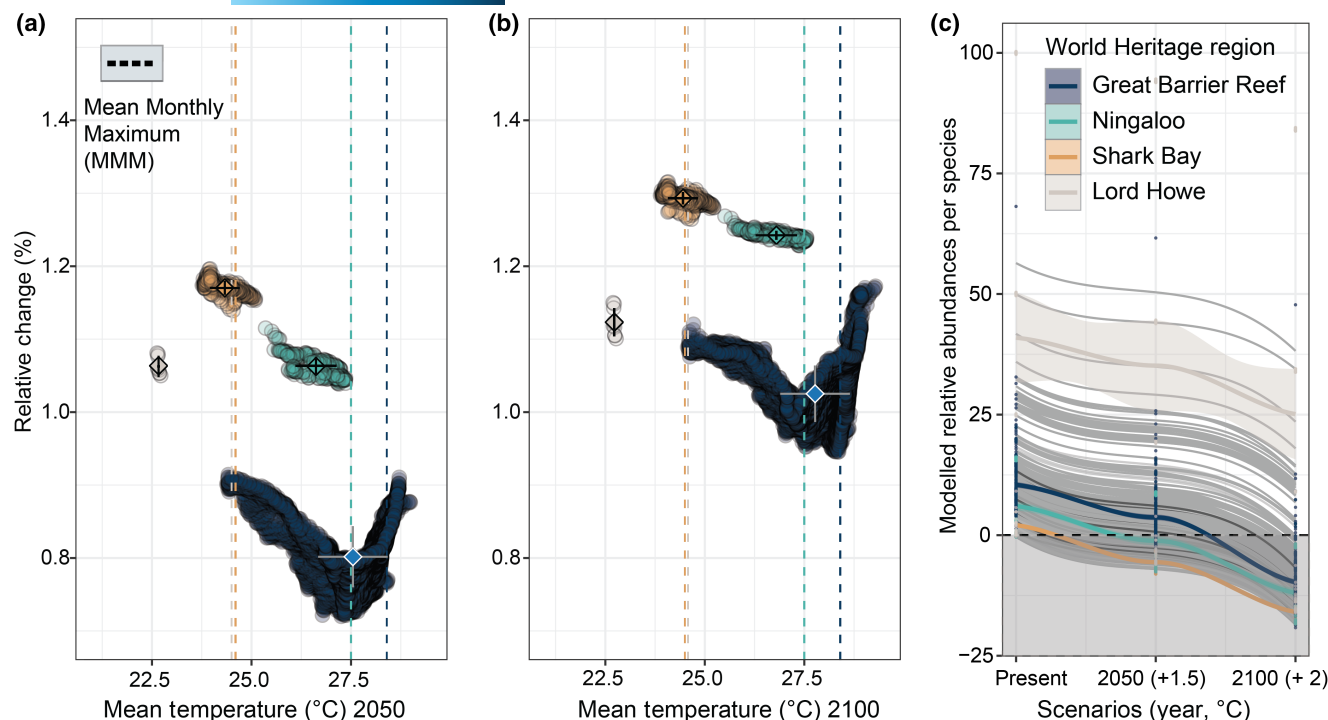 (a)
(b)
(c)
Mean Monthly
Maximum
(MMM)
Relative change (%)
1.4
1.2
1.0
0.8
22.5
25.0
27.5
Mean temperature (°C) 2050
1.4
1.2
1.0
0.8
22.5
25.0
27.5
Mean temperature (°C) 2100
World Heritage region
Great Barrier Reef
Ningaloo
Shark Bay
Lord Howe
Modelled relative abundances per species
100
75
50
25
0
−25
Present
2050 (+1.5)
2100 (+ 2)
Scenarios (year, °C)